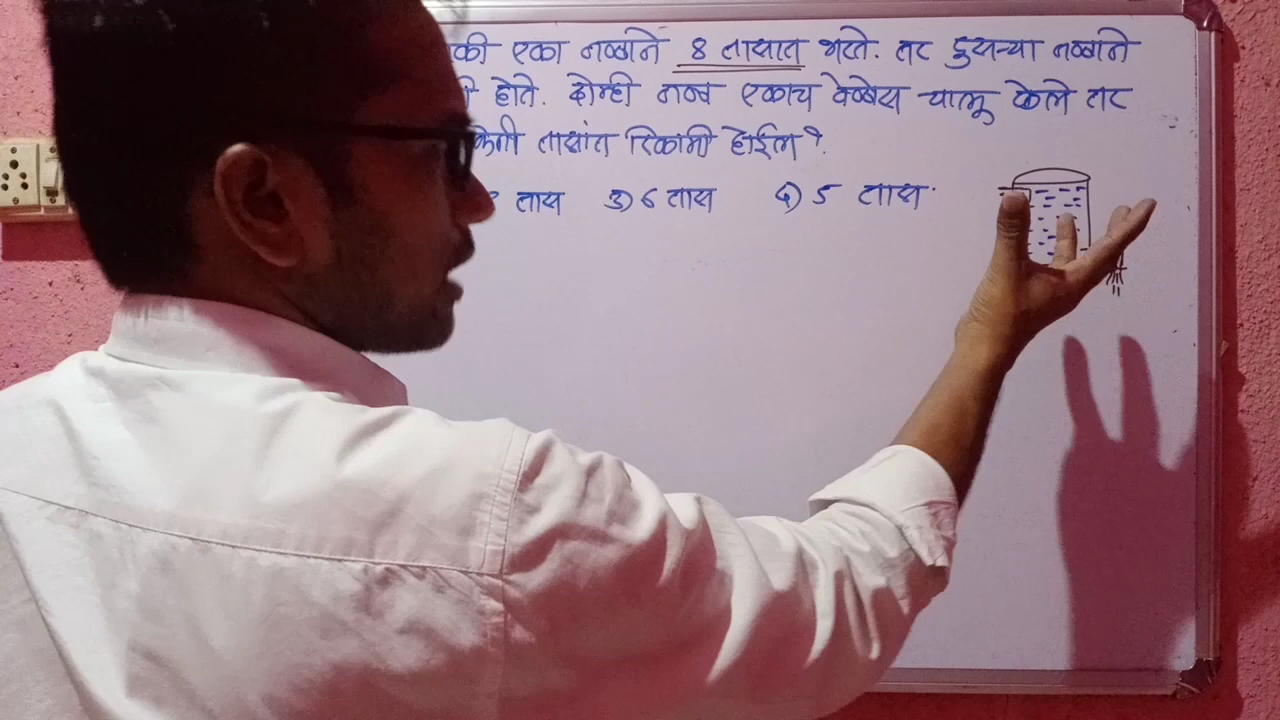 की एका नळाने 8 तासात भरते. तर दुसऱ्या नळाने
होते. दोन्ही नळ एकाच वेळेस चालू केले तर
किती तासांत रिकामी होईल?
तास 3) 6 तास 4) 5 तास.